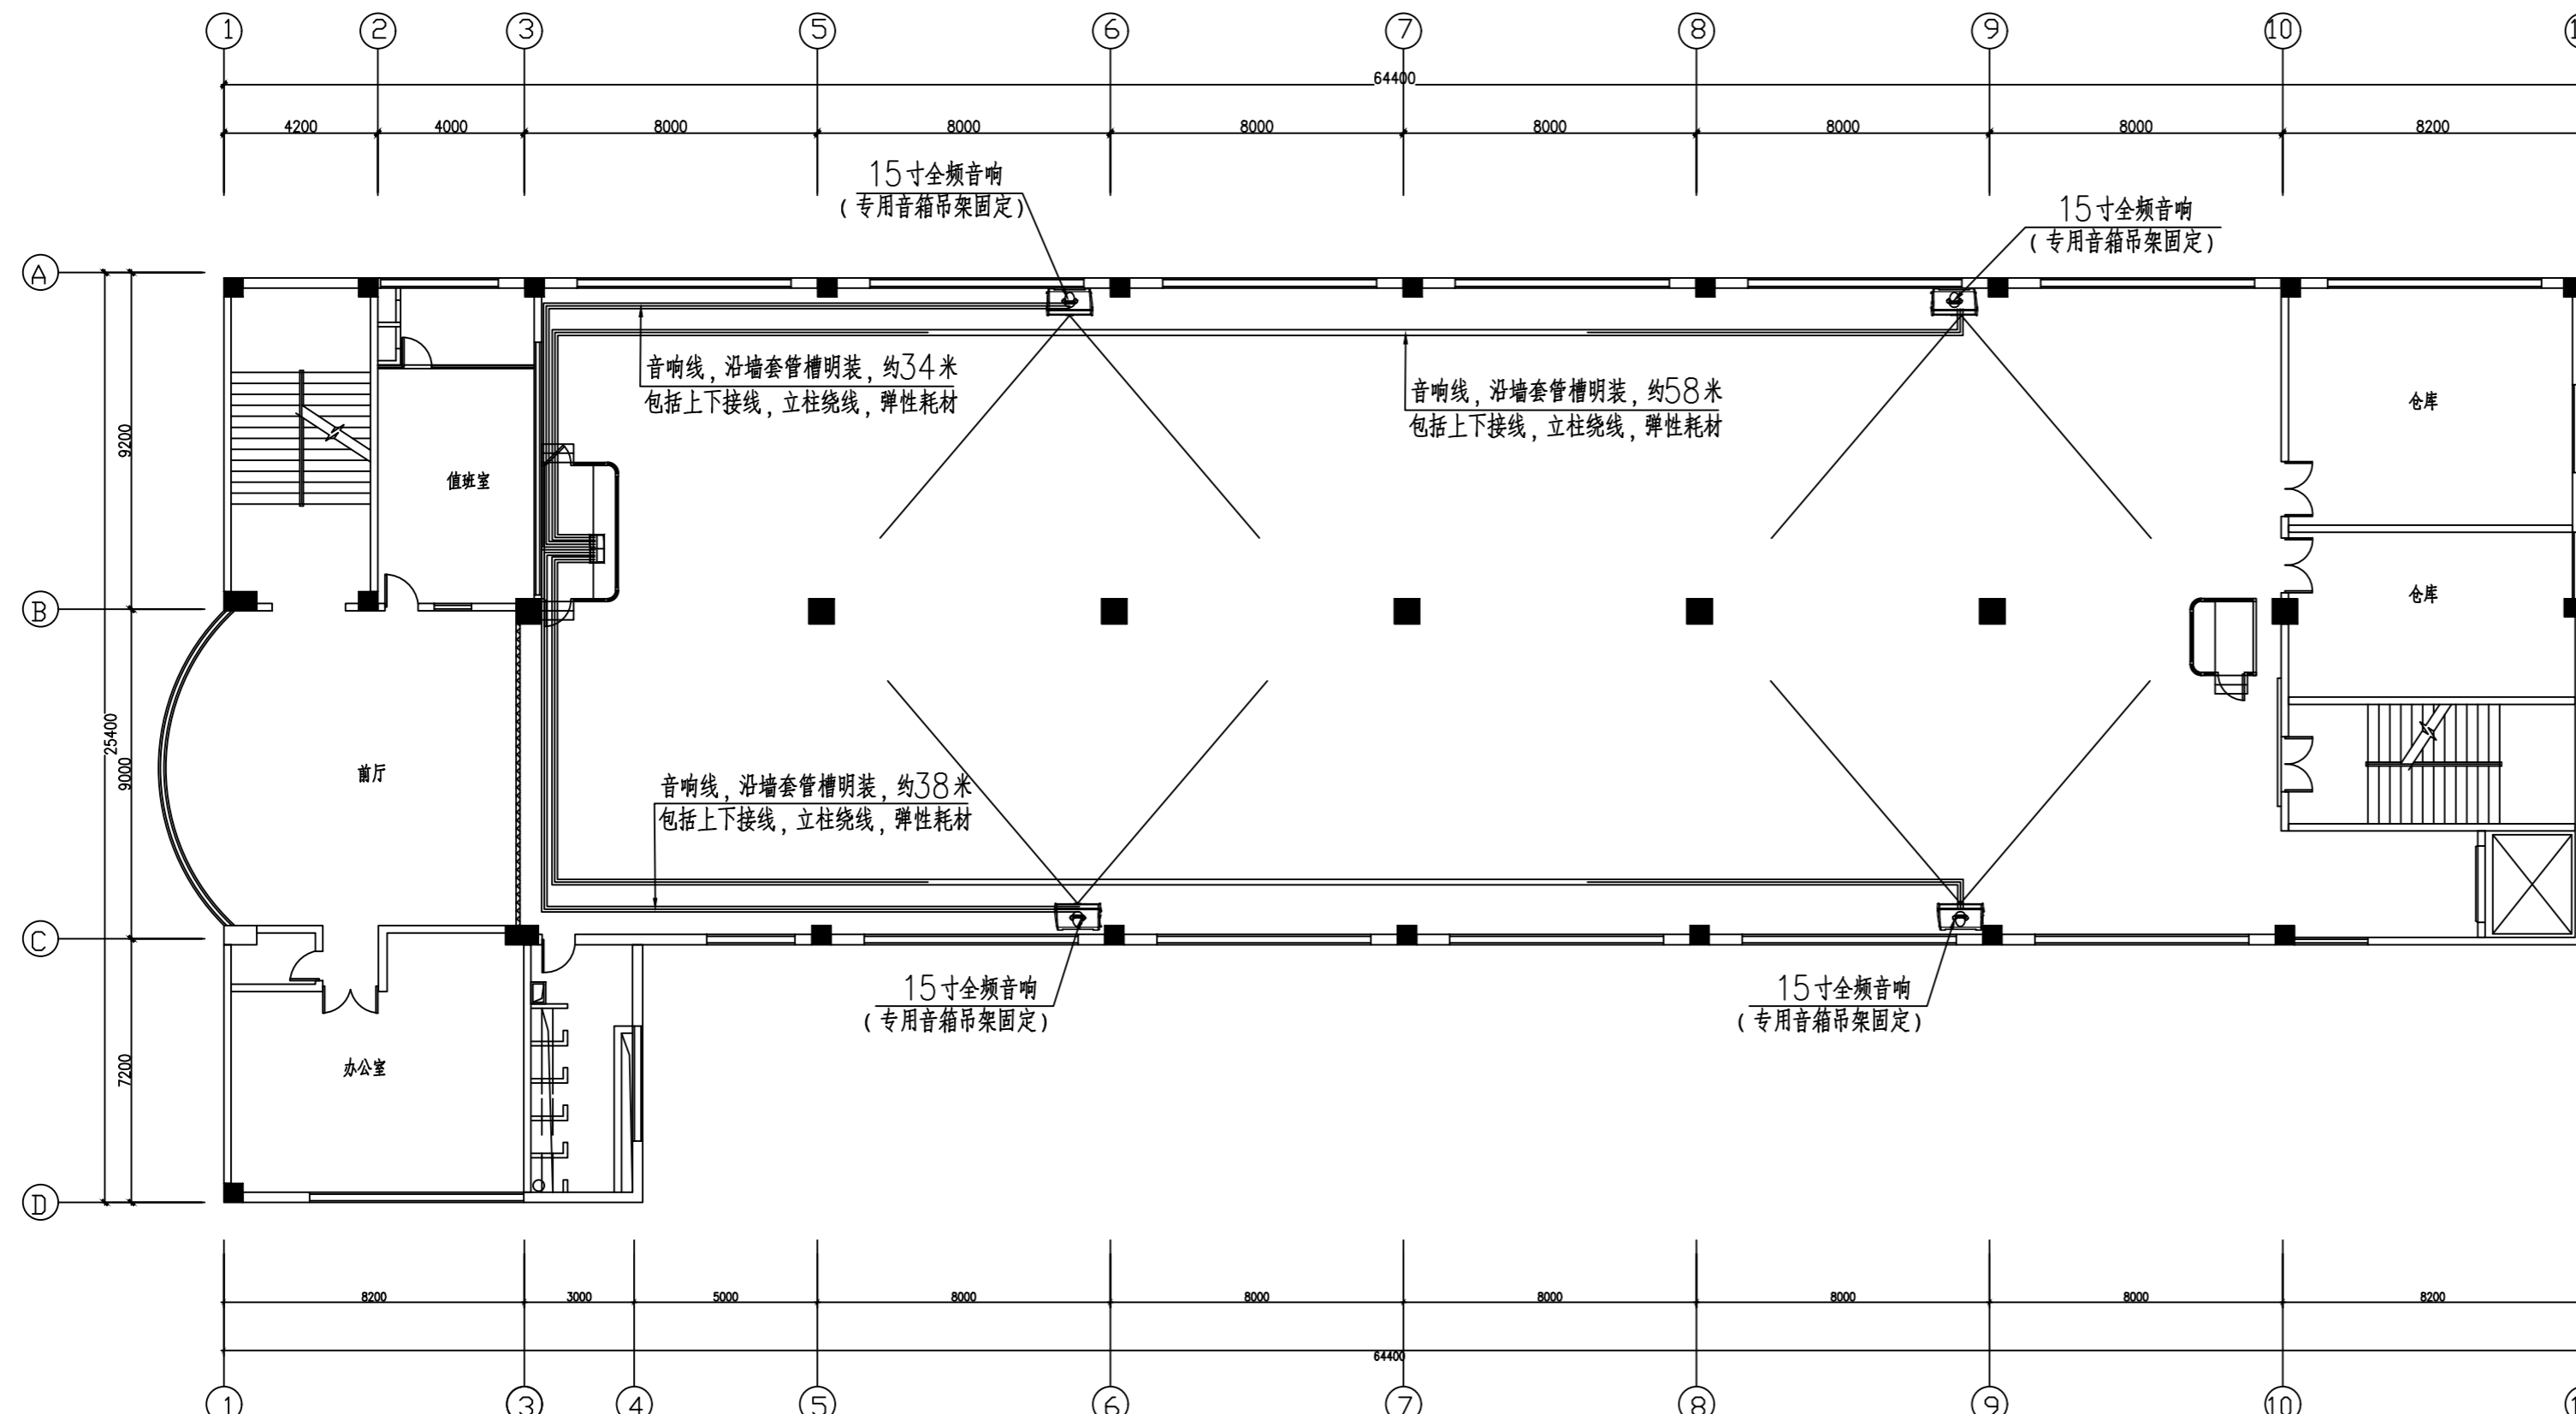 1 2 3 5 6 7 8 9 10
64400
4200 4000 8000 8000 8000 8000 8000 8000 8200
15寸全频音响
(专用音箱吊架固定)
15寸全频音响
(专用音箱吊架固定)
A
音响线，沿墙套管槽明装，约34米
包括上下接线，立柱绕线，弹性耗材
音响线，沿墙套管槽明装，约58米
包括上下接线，立柱绕线，弹性耗材
仓库
9200
值班室
B
仓库
25400
9000
前厅
音响线，沿墙套管槽明装，约38米
包括上下接线，立柱绕线，弹性耗材
C
15寸全频音响
(专用音箱吊架固定)
15寸全频音响
(专用音箱吊架固定)
7200
办公室
D
8200 3000 5000 8000 8000 8000 8000 8000 8200
64400
1 3 4 5 6 7 8 9 10